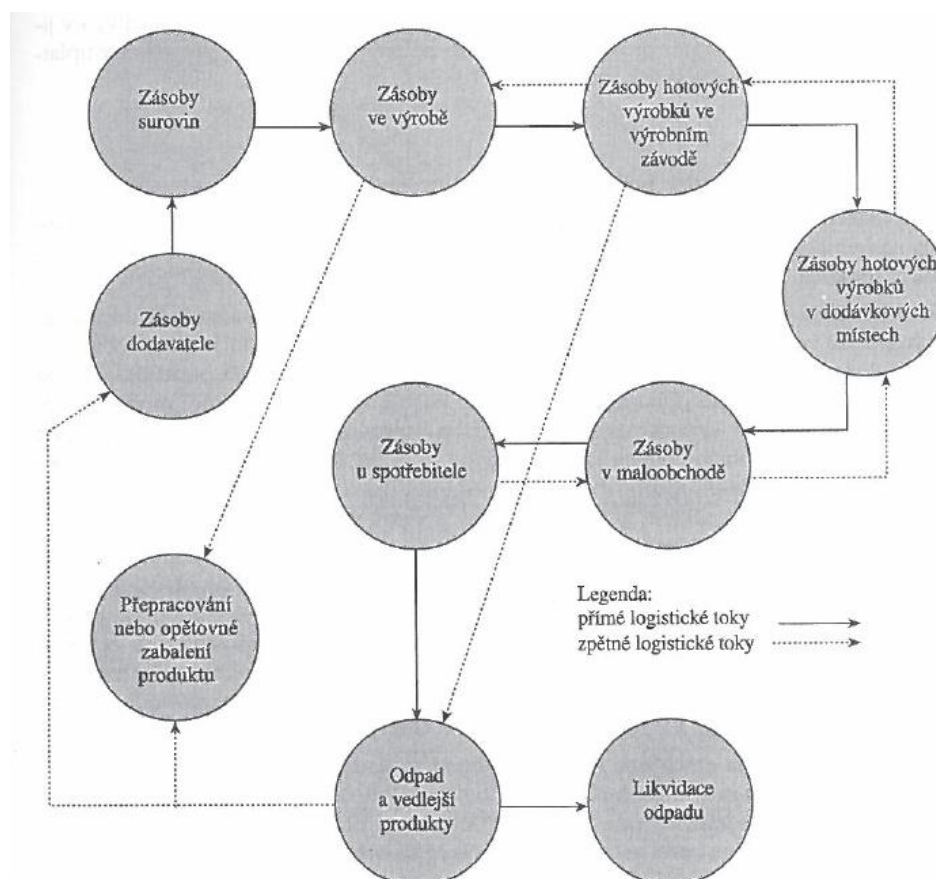 Zásoby
surovin
Zásoby
ve výrobě
Zásoby hotových
výrobků ve
výrobním
závodě
Zásoby hotových
výrobků
v dodávkových
místech
Zásoby
dodavatele
Zásoby
u spotřebitele
Zásoby
v maloobchodě
Přepracování
nebo opětovné
zabalení
produktu
Legenda:
přímé logistické toky
zpětné logistické toky
Odpad
a vedlejší
produkty
Likvidace
odpadu